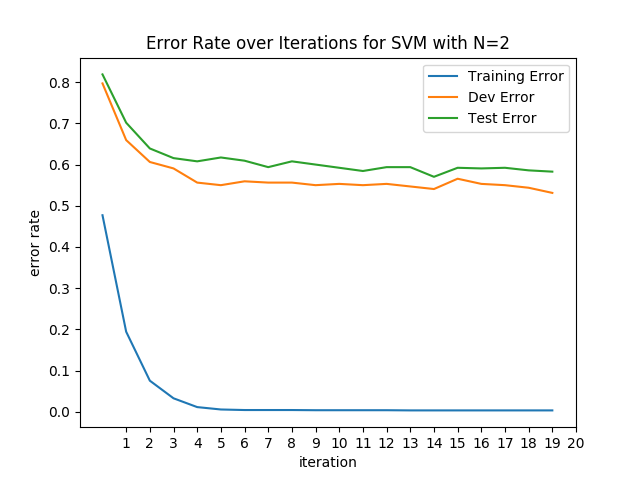 Error Rate over Iterations for SVM with N=2
Training Error
Dev Error
Test Error
error rate
0.8
0.7
0.6
0.5
0.4
0.3
0.2
0.1
0.0
1 2 3 4 5 6 7 8 9 10 11 12 13 14 15 16 17 18 19 20
iteration